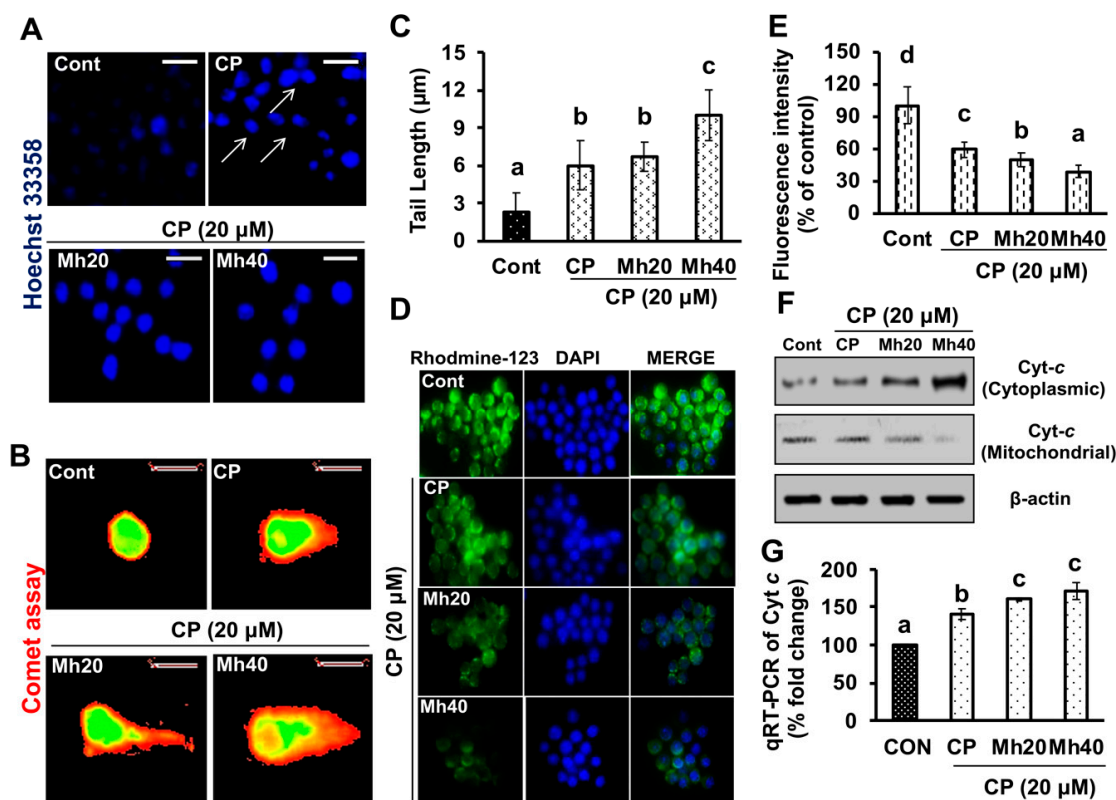 A
Hoechst 33358
Cont
CP
CP (20 µM)
Mh20
Mh40
B
Comet assay
Cont
CP
CP (20 µM)
Mh20
Mh40
C
Tail Length (µm)
15
12
9
6
3
0
a
b
b
c
Cont
CP
Mh20
Mh40
CP (20 µM)
D
Rhodmine-123
DAPI
MERGE
Cont
CP
Mh20
Mh40
CP (20 µM)
E
Fluorescence intensity
(% of control)
150
120
90
60
30
0
d
c
b
a
Cont
CP
Mh20
Mh40
CP (20 µM)
F
CP (20 µM)
Cont
CP
Mh20
Mh40
Cyt-c
(Cytoplasmic)
Cyt-c
(Mitochondrial)
β-actin
G
qRT-PCR of Cyt c
(% fold change)
200
150
100
50
0
a
b
c
c
CON
CP
Mh20
Mh40
CP (20 µM)